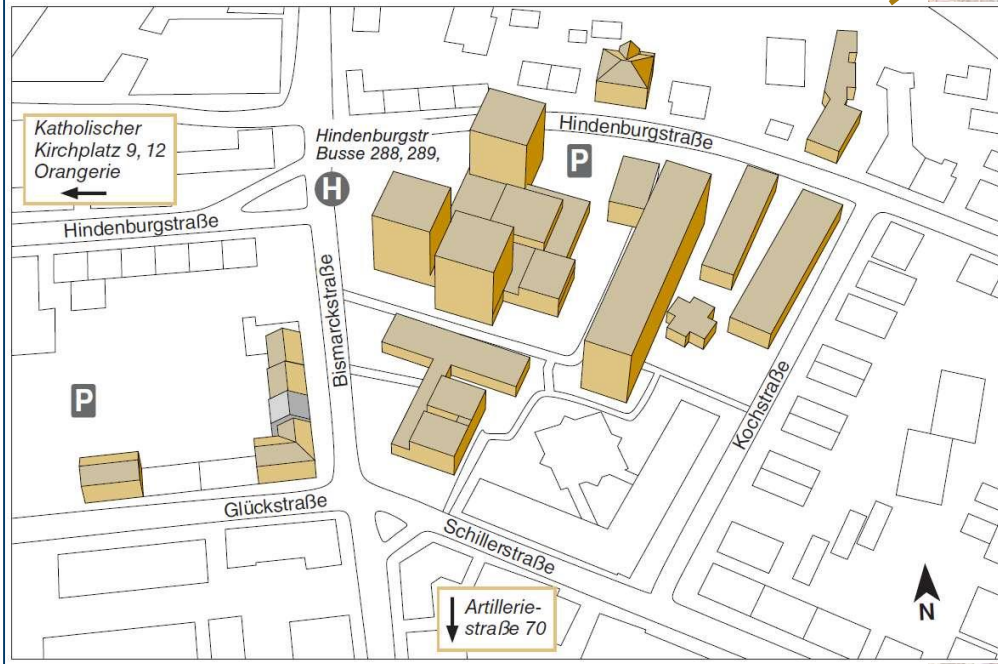 Katholischer
Kirchplatz 9, 12
Orangerie
Hindenburgstr
Busse 288, 289,
H
Hindenburgstraße
P
Hindenburgstraße
Bismarckstraße
P
Kochstraße
Glückstraße
Schillerstraße
Artillerie-
straße 70
N